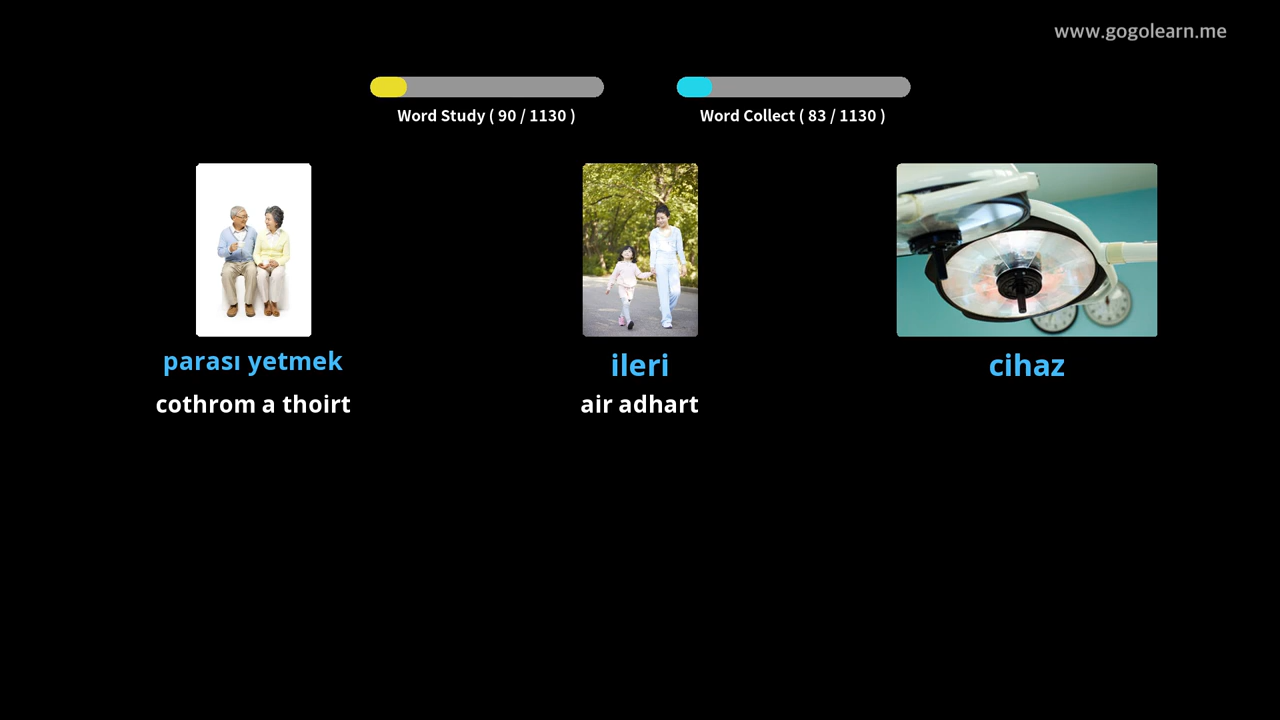 www.gogolearn.me
Word Study ( 90 / 1130 )
Word Collect ( 83 / 1130 )
parası yetmek
ileri
cihaz
cothrom a thoirt
air adhart